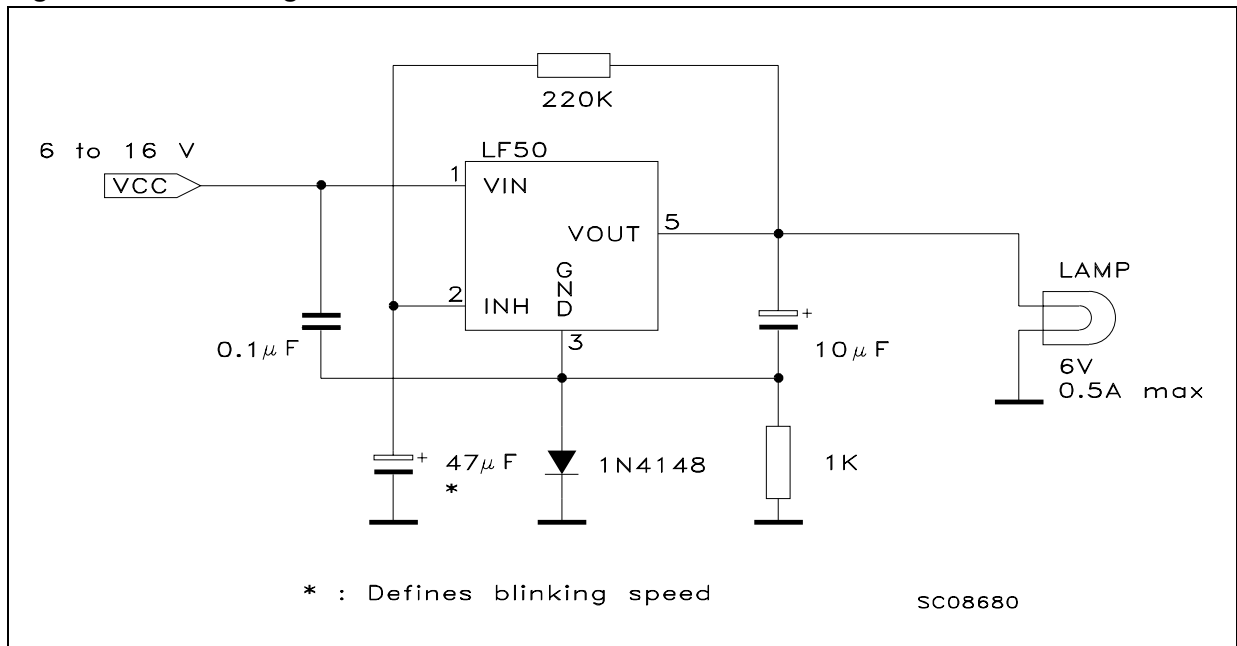 220K
6 to 16 V
VCC
LF50
1
VIN
VOUT
5
GND
2
INH
3
0.1µF
10µF
LAMP
6V
0.5A max
+
+
47µF
*
1N4148
1K
* : Defines blinking speed
SC08680